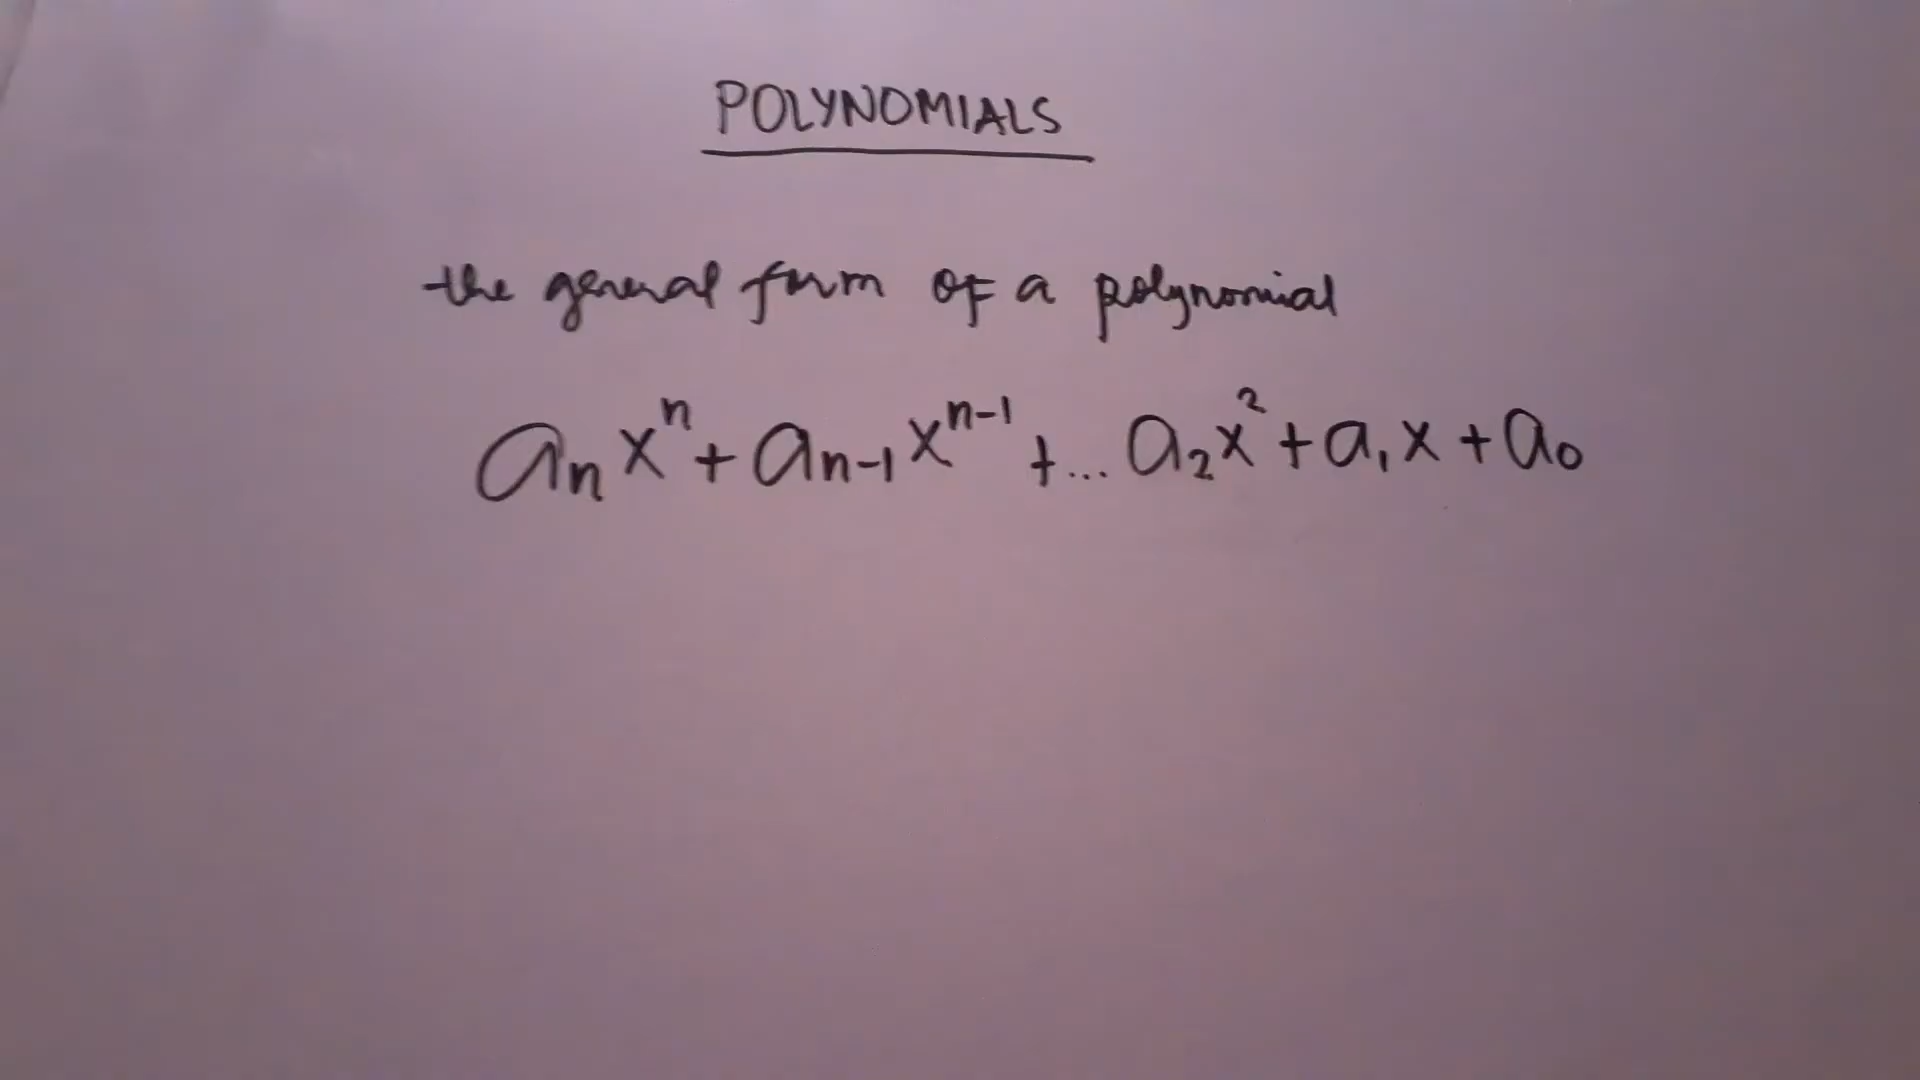 POLYNOMIALS
the general form of a polynomial
aₙxⁿ + aₙ₋₁xⁿ⁻¹ + ... a₂x² + a₁x + a₀